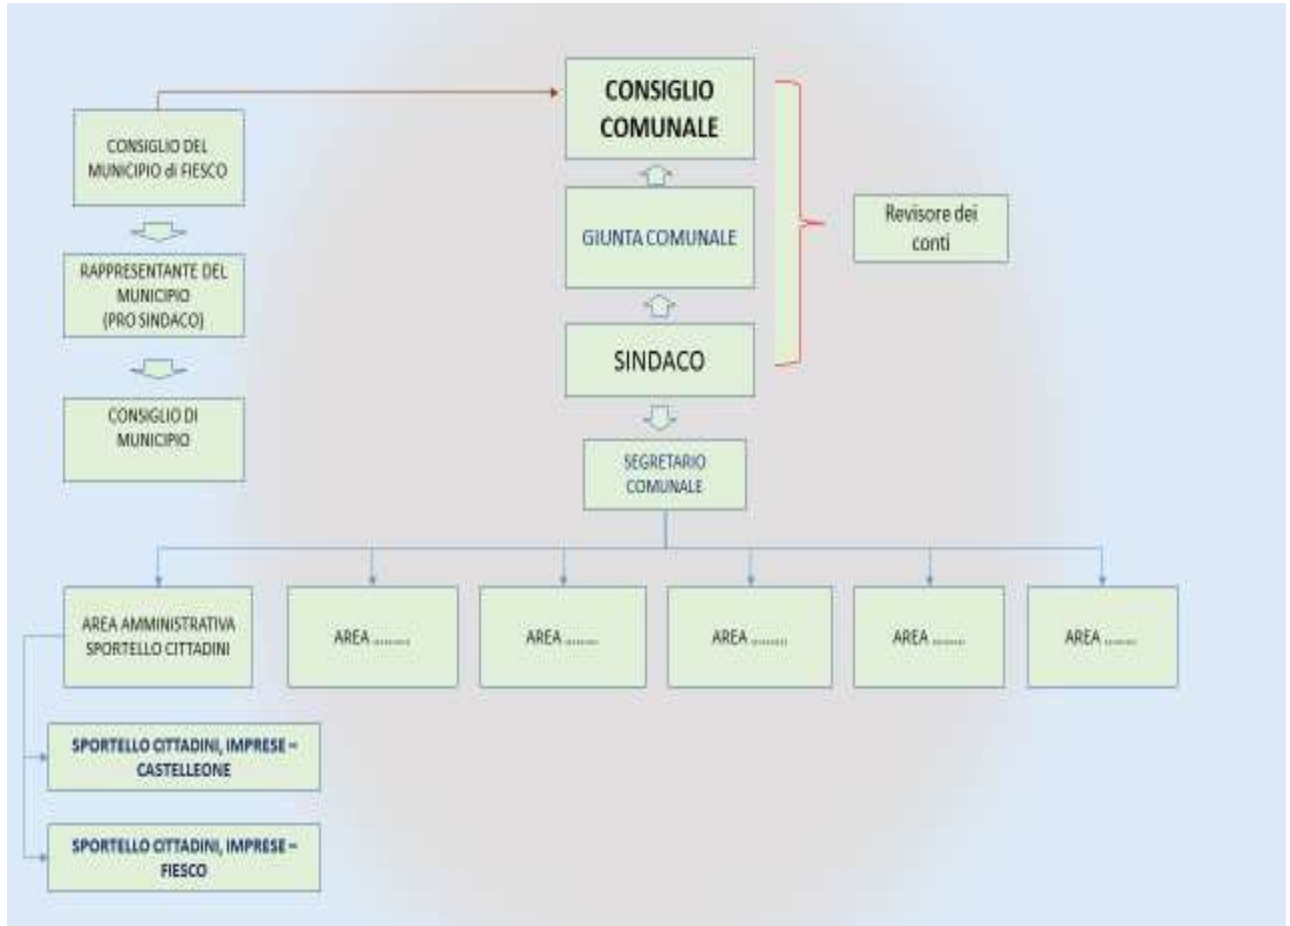 CONSIGLIO
COMUNALE
CONSIGLIO DEL
MUNICIPIO di FIESCO
GIUNTA COMUNALE
Revisore dei
conti
RAPPRESENTANTE DEL
MUNICIPIO
(PRO SINDACO)
SINDACO
CONSIGLIO DI
MUNICIPIO
SEGRETARIO
COMUNALE
AREA AMMINISTRATIVA
SPORTELLO CITTADINI
AREA .........
AREA ........
AREA .........
AREA ........
AREA ........
SPORTELLO CITTADINI, IMPRESE –
CASTELLEONE
SPORTELLO CITTADINI, IMPRESE –
FIESCO